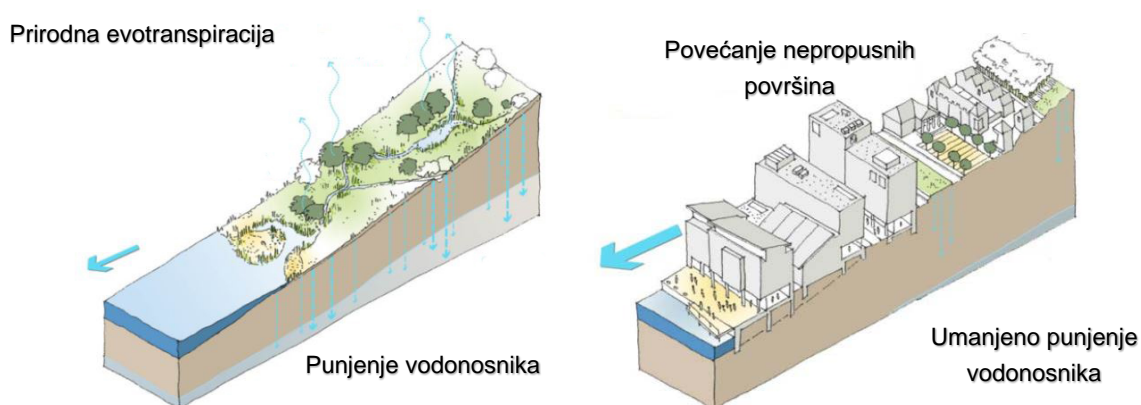 Prirodna evotranspiracija
Povećanje nepropusnih
površina
Punjenje vodonosnika
Umanjeno punjenje
vodonosnika